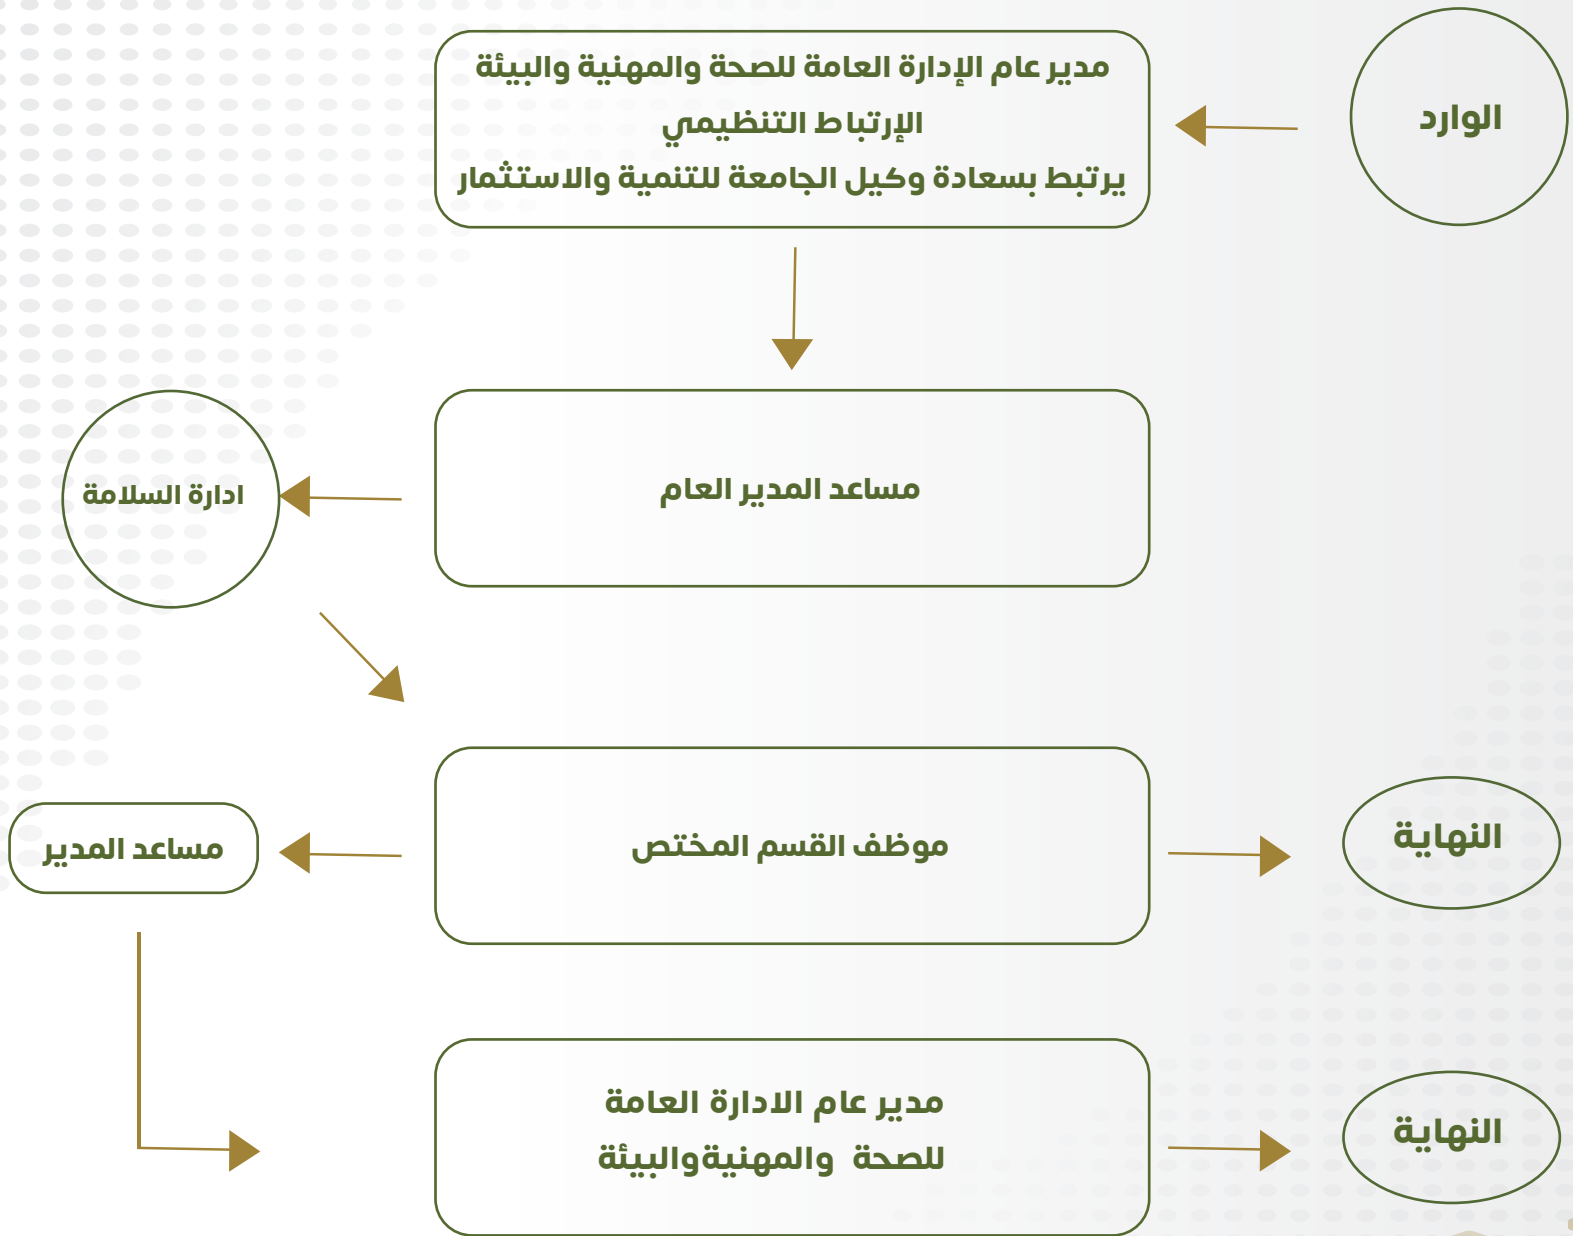 الوارد
مدير عام الإدارة العامة للصحة والمهنية والبيئة
الإرتباط التنظيمي
يرتبط بسعادة وكيل الجامعة للتنمية والاستثمار
مساعد المدير العام
ادارة السلامة
موظف القسم المختص
النهاية
مساعد المدير
مدير عام الادارة العامة
للصحة والمهنيةوالبيئة
النهاية